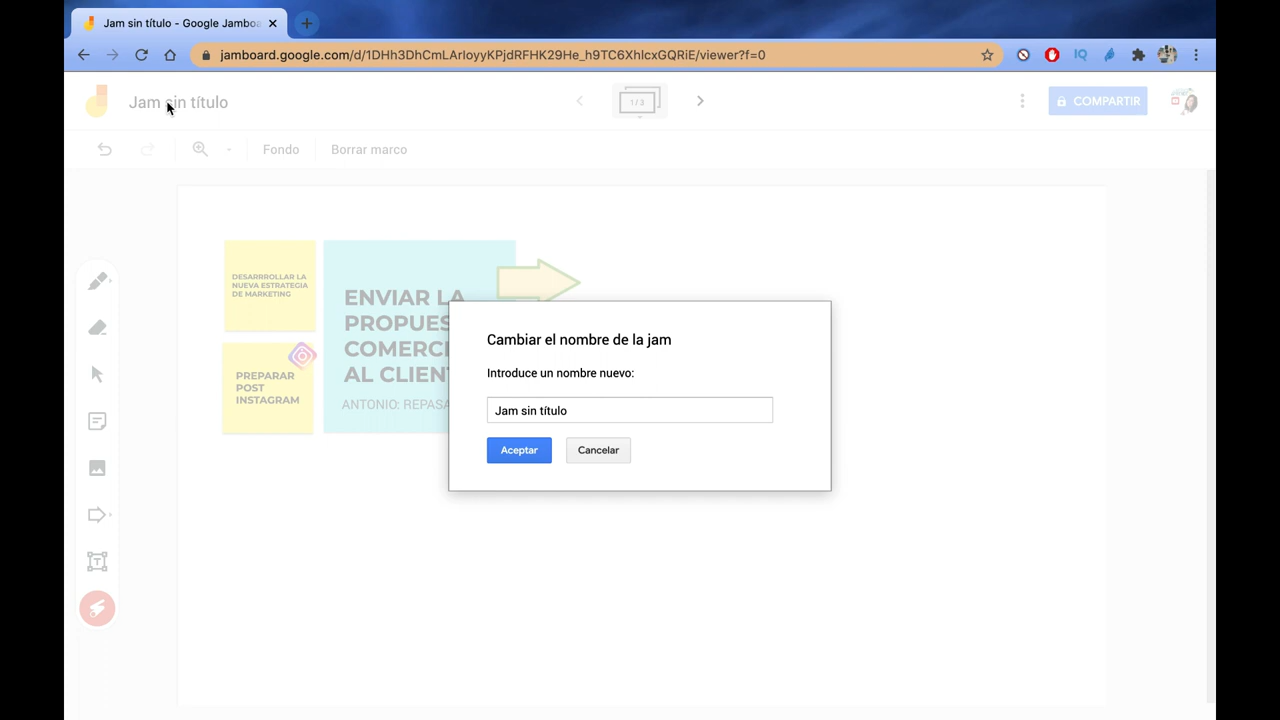 Jam sin título - Google Jamboa
jamboard.google.com/d/1DHh3DhCmLArIoyyKPjdRFHK29He_h9TC6XhlcxGQRiE/viewer?f=0
Jam sin título
1/3
COMPARTIR
Fondo
Borrar marco
DESARRROLLAR LA
NUEVA ESTRATEGIA
DE MARKETING
PREPARAR
POST
INSTAGRAM
ENVIAR LA
PROPUES
COMERCI
AL CLIEN
ANTONIO: REPASA
Cambiar el nombre de la jam
Introduce un nombre nuevo:
Jam sin título
Aceptar
Cancelar